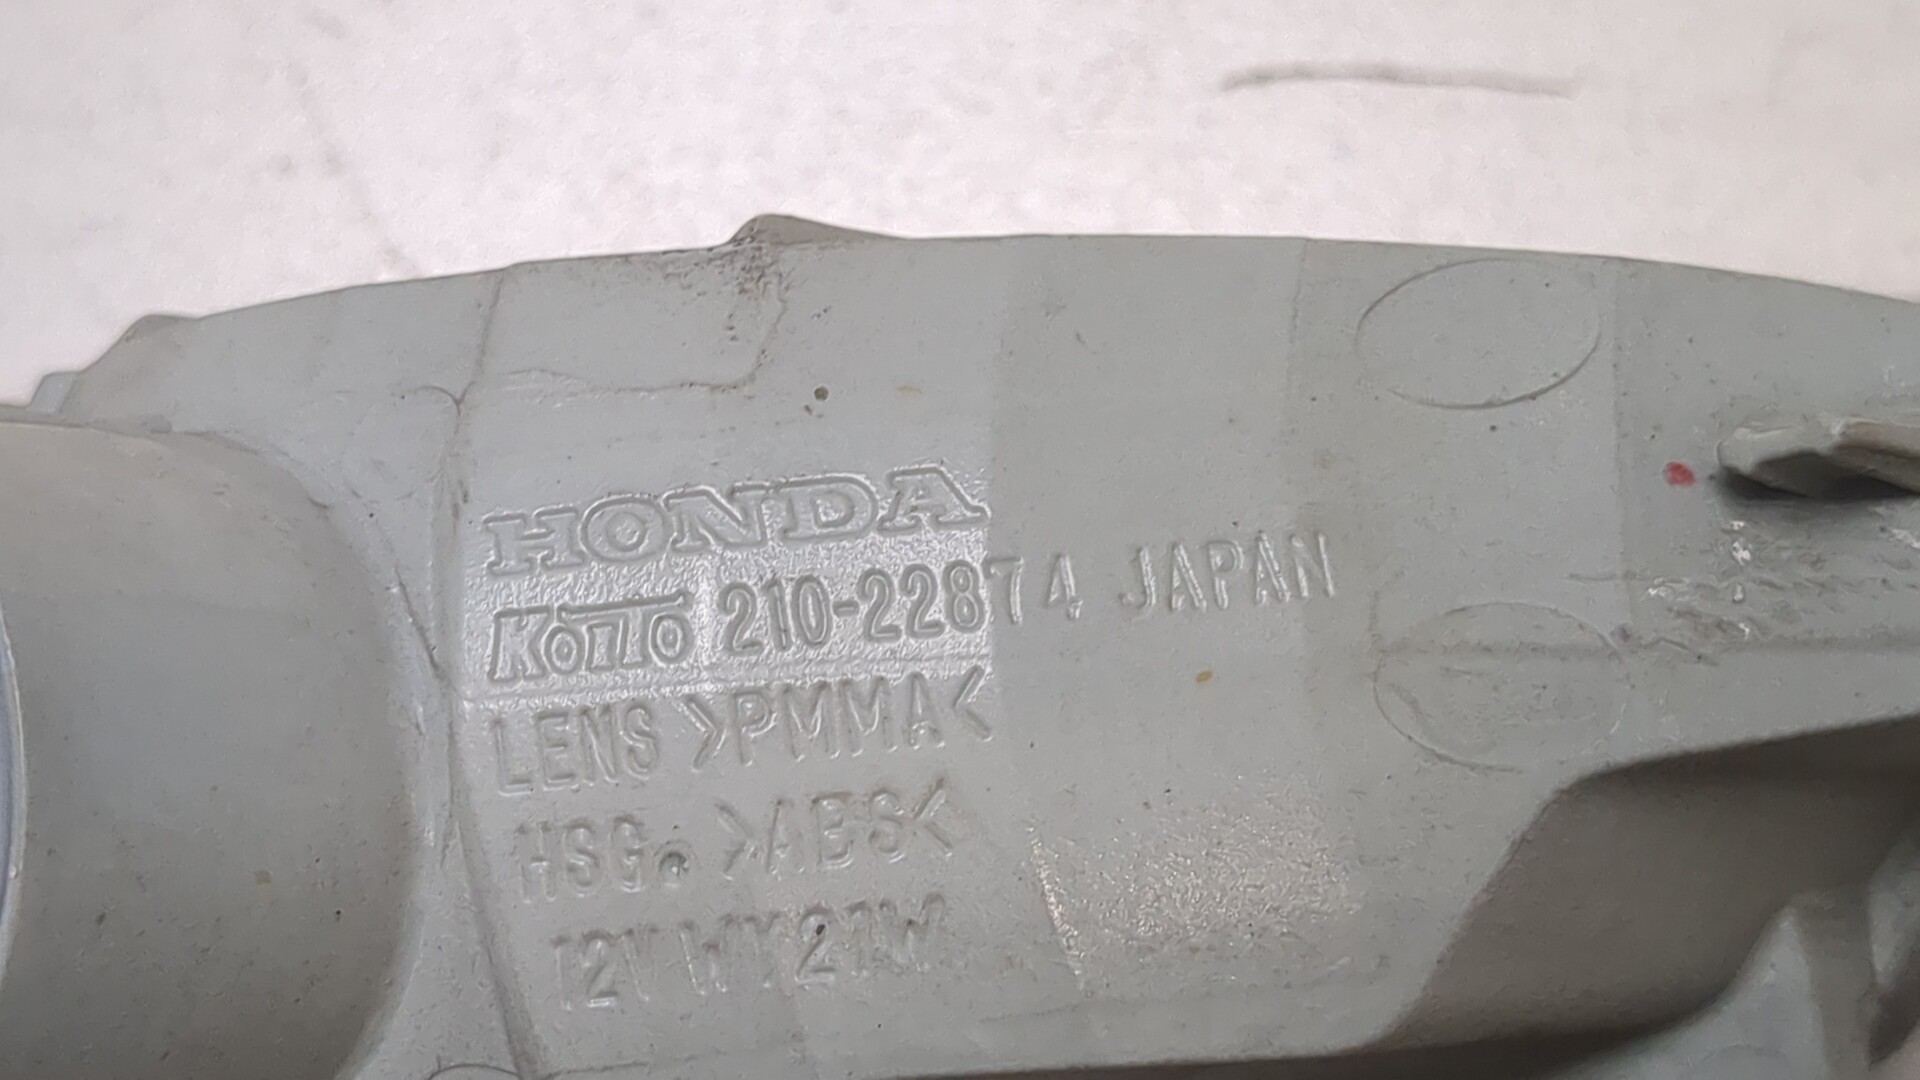 HONDA
KOITO 210-22874 JAPAN
LENS >PMMA<
HSG. >ABS<
12V WY21W